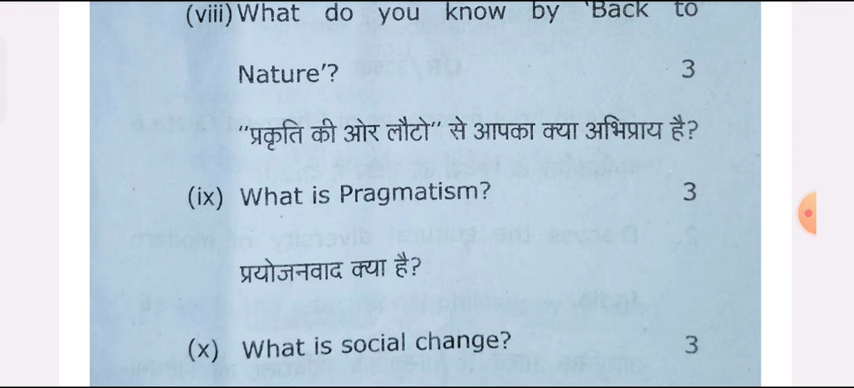 (viii) What do you know by 'Back to
Nature'? 3
"प्रकृति की ओर लौटो" से आपका क्या अभिप्राय है?
(ix) What is Pragmatism? 3
प्रयोजनवाद क्या है?
(x) What is social change? 3